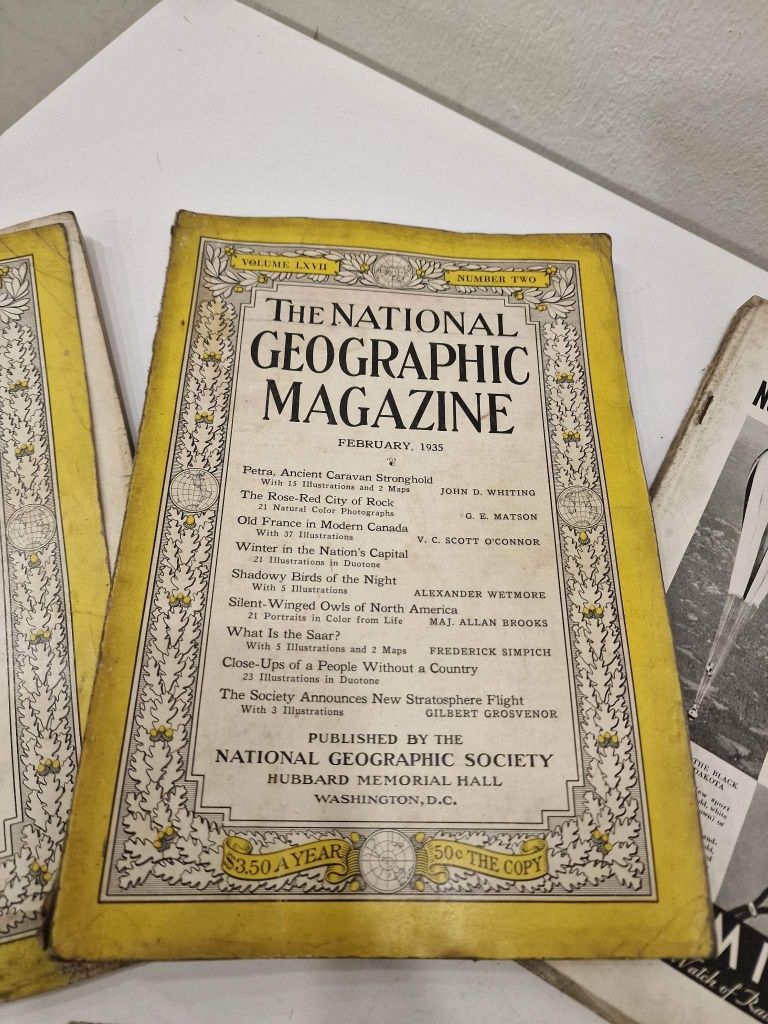 VOLUME LXVII
NUMBER TWO
THE NATIONAL
GEOGRAPHIC
MAGAZINE
FEBRUARY, 1935
Petra, Ancient Caravan Stronghold
With 15 Illustrations and 2 Maps JOHN D. WHITING
The Rose-Red City of Rock
21 Natural Color Photographs G. E. MATSON
Old France in Modern Canada
With 37 Illustrations V. C. SCOTT O'CONNOR
Winter in the Nation's Capital
21 Illustrations in Duotone
Shadowy Birds of the Night
With 5 Illustrations ALEXANDER WETMORE
Silent-Winged Owls of North America
21 Portraits in Color from Life MAJ. ALLAN BROOKS
What Is the Saar?
With 5 Illustrations and 2 Maps FREDERICK SIMPICH
Close-Ups of a People Without a Country
23 Illustrations in Duotone
The Society Announces New Stratosphere Flight
With 3 Illustrations GILBERT GROSVENOR
PUBLISHED BY THE
NATIONAL GEOGRAPHIC SOCIETY
HUBBARD MEMORIAL HALL
WASHINGTON, D.C.
$3.50 A YEAR
50¢ THE COPY
THE BLACK
white
Watch of